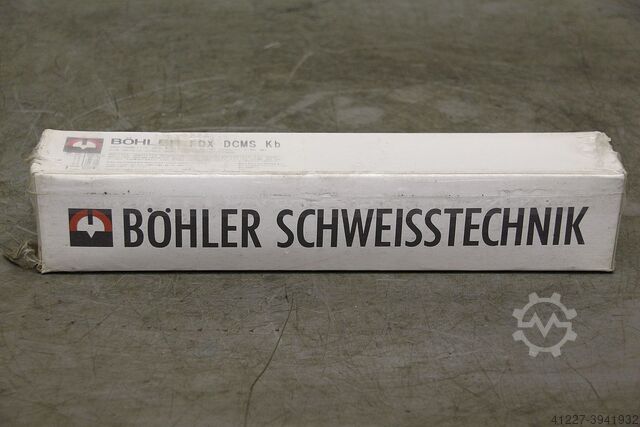 BÖHLER FOX DCMS Kb
BÖHLER SCHWEISSTECHNIK
41227-3941932